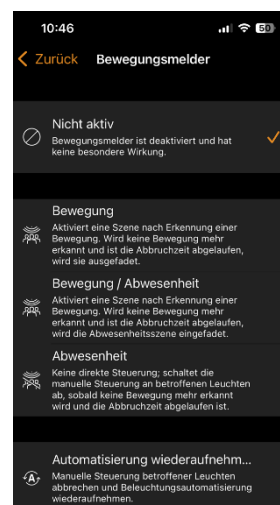 10:46
50
Zurück
Bewegungsmelder
Nicht aktiv
Bewegungsmelder ist deaktiviert und hat
keine besondere Wirkung.
Bewegung
Aktiviert eine Szene nach Erkennung einer
Bewegung. Wird keine Bewegung mehr
erkannt und ist die Abbruchzeit abgelaufen,
wird sie ausgefadet.
Bewegung / Abwesenheit
Aktiviert eine Szene nach Erkennung einer
Bewegung. Wird keine Bewegung mehr
erkannt und ist die Abbruchzeit abgelaufen,
wird die Abwesenheitsszene eingefadet.
Abwesenheit
Keine direkte Steuerung; schaltet die
manuelle Steuerung an betroffenen Leuchten
ab, sobald keine Bewegung mehr erkannt
wird und die Abbruchzeit abgelaufen ist.
Automatisierung wiederaufnehm...
Manuelle Steuerung betroffener Leuchten
abbrechen und Beleuchtungsautomatisierung
wiederaufnehmen.